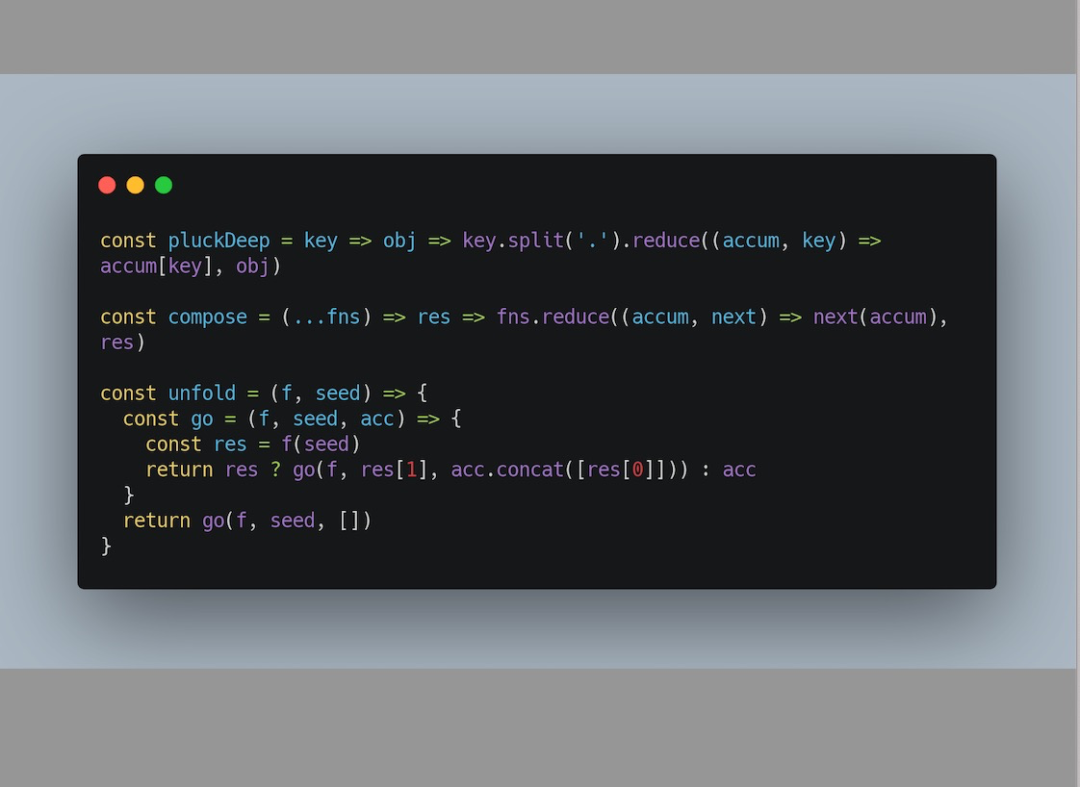 const pluckDeep = key => obj => key.split('.').reduce((accum, key) =>
accum[key], obj)
const compose = (...fns) => res => fns.reduce((accum, next) => next(accum),
res)
const unfold = (f, seed) => {
  const go = (f, seed, acc) => {
    const res = f(seed)
    return res ? go(f, res[1], acc.concat([res[0]])) : acc
  }
  return go(f, seed, [])
}